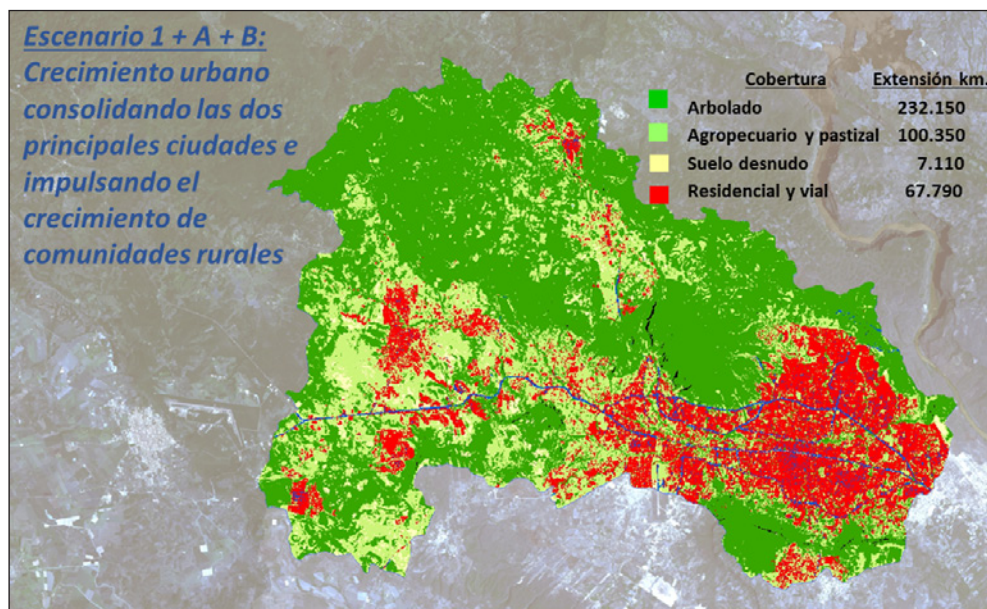 Escenario 1 + A + B:
Crecimiento urbano
consolidando las dos
principales ciudades e
impulsando el
crecimiento de
comunidades rurales
Cobertura Extensión km.
Arbolado 232.150
Agropecuario y pastizal 100.350
Suelo desnudo 7.110
Residencial y vial 67.790